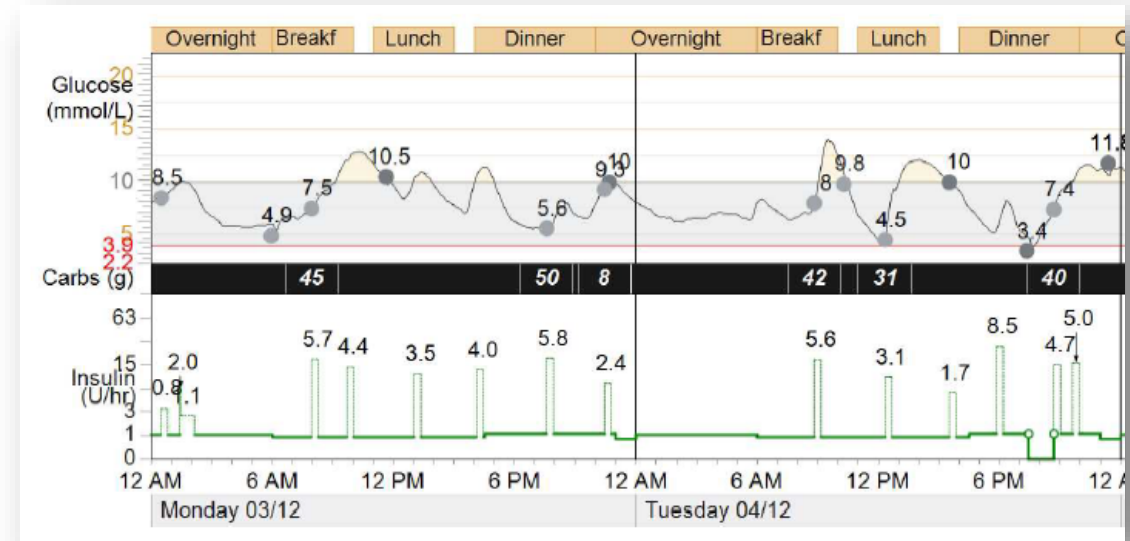 Overnight Breakf Lunch Dinner Overnight Breakf Lunch Dinner
Glucose
(mmol/L)
20
15
10
5
3.9
2.2
8.5 4.9 7.5 10.5 5.6 9.3 10 8 9.8 4.5 10 3.4 7.4 11.8
Carbs (g) 45 50 8 42 31 40
Insulin
(U/hr)
63
15
3
1
0
0.8 2.0 1.1 5.7 4.4 3.5 4.0 5.8 2.4 5.6 3.1 1.7 8.5 4.7 5.0
12 AM 6 AM 12 PM 6 PM 12 AM 6 AM 12 PM 6 PM 12 A
Monday 03/12 Tuesday 04/12